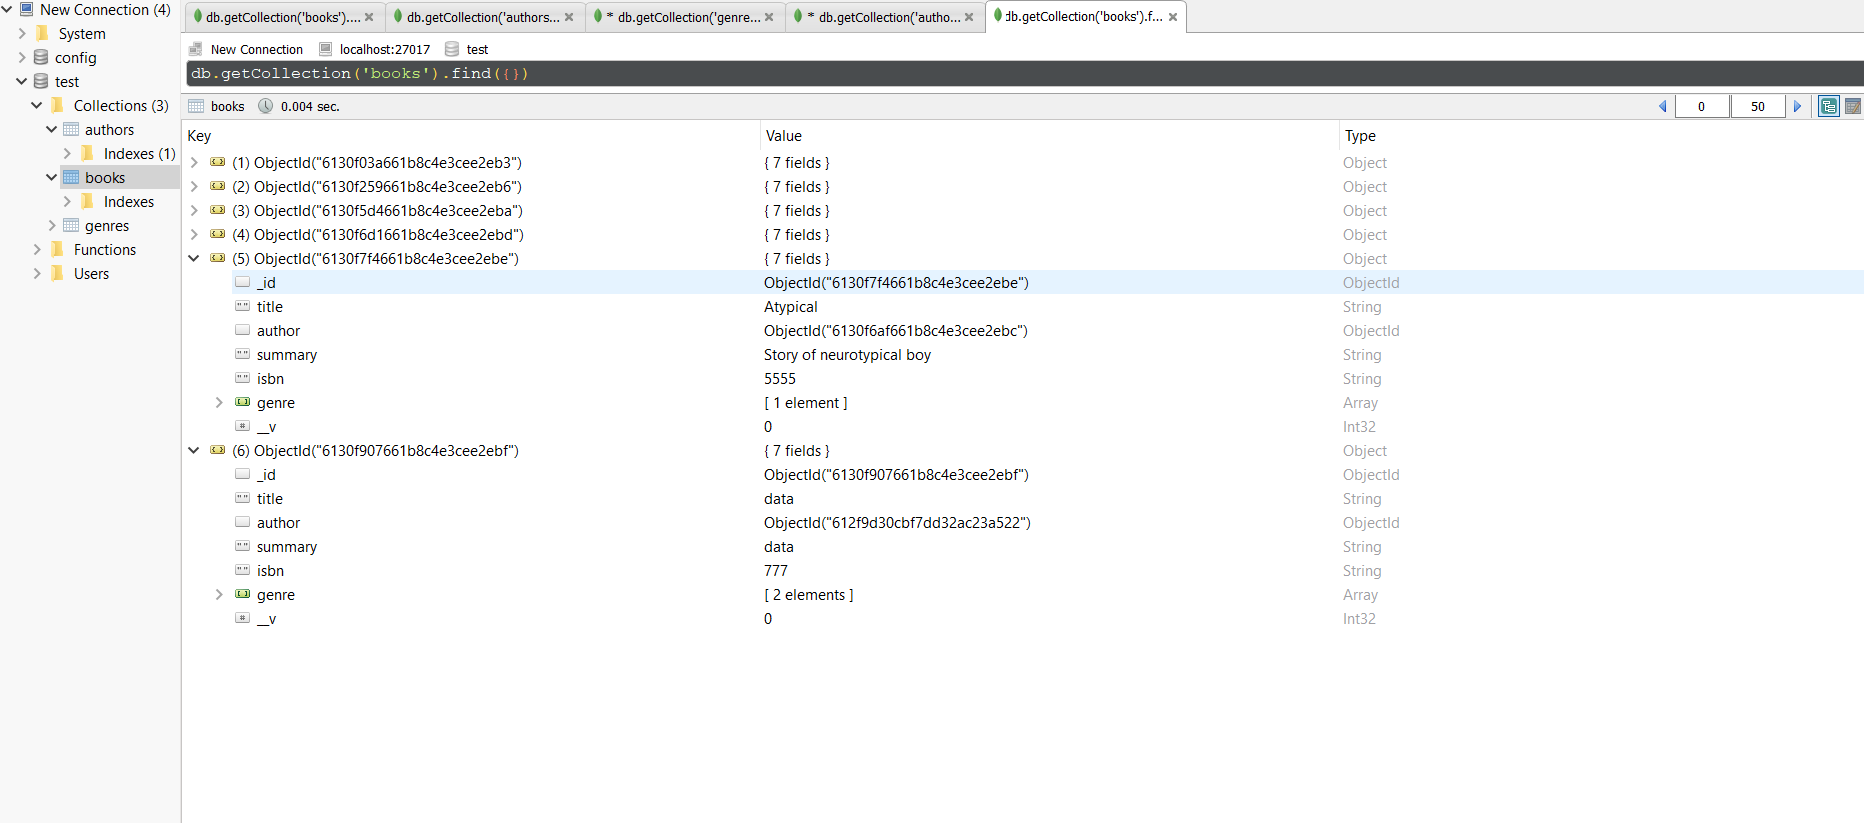 New Connection (4)
System
config
test
Collections (3)
authors
Indexes (1)
books
Indexes
genres
Functions
Users
db.getCollection('books')....
db.getCollection('authors...
* db.getCollection('genre...
* db.getCollection('autho...
db.getCollection('books').f...
New Connection localhost:27017 test
db.getCollection('books').find({})
books 0.004 sec. 0 50
Key Value Type
(1) ObjectId("6130f03a661b8c4e3cee2eb3") { 7 fields } Object
(2) ObjectId("6130f259661b8c4e3cee2eb6") { 7 fields } Object
(3) ObjectId("6130f5d4661b8c4e3cee2eba") { 7 fields } Object
(4) ObjectId("6130f6d1661b8c4e3cee2ebd") { 7 fields } Object
(5) ObjectId("6130f7f4661b8c4e3cee2ebe") { 7 fields } Object
_id ObjectId("6130f7f4661b8c4e3cee2ebe") ObjectId
title Atypical String
author ObjectId("6130f6af661b8c4e3cee2ebc") ObjectId
summary Story of neurotypical boy String
isbn 5555 String
genre [ 1 element ] Array
__v 0 Int32
(6) ObjectId("6130f907661b8c4e3cee2ebf") { 7 fields } Object
_id ObjectId("6130f907661b8c4e3cee2ebf") ObjectId
title data String
author ObjectId("612f9d30cbf7dd32ac23a522") ObjectId
summary data String
isbn 777 String
genre [ 2 elements ] Array
__v 0 Int32